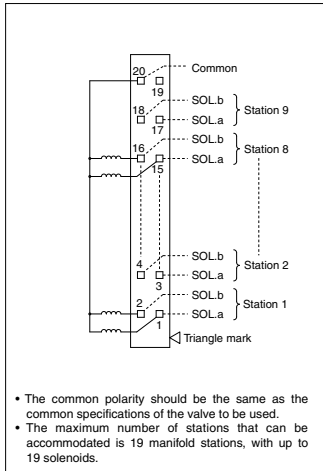 20
Common
19
SOL.b
18
Station 9
SOL.a
17
SOL.b
16
Station 8
SOL.a
15
SOL.b
4
Station 2
SOL.a
3
SOL.b
2
Station 1
SOL.a
1
Triangle mark
• The common polarity should be the same as the
common specifications of the valve to be used.
• The maximum number of stations that can be
accommodated is 19 manifold stations, with up to
19 solenoids.